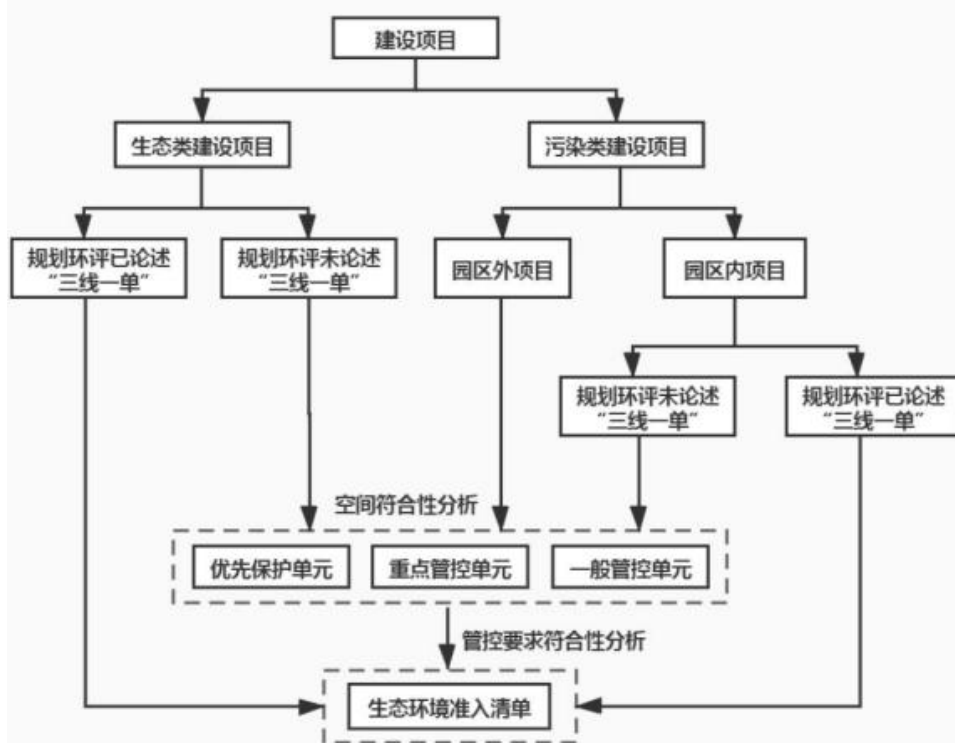 建设项目
生态类建设项目
污染类建设项目
规划环评已论述
“三线一单”
规划环评未论述
“三线一单”
园区外项目
园区内项目
规划环评未论述
“三线一单”
规划环评已论述
“三线一单”
空间符合性分析
优先保护单元
重点管控单元
一般管控单元
管控要求符合性分析
生态环境准入清单